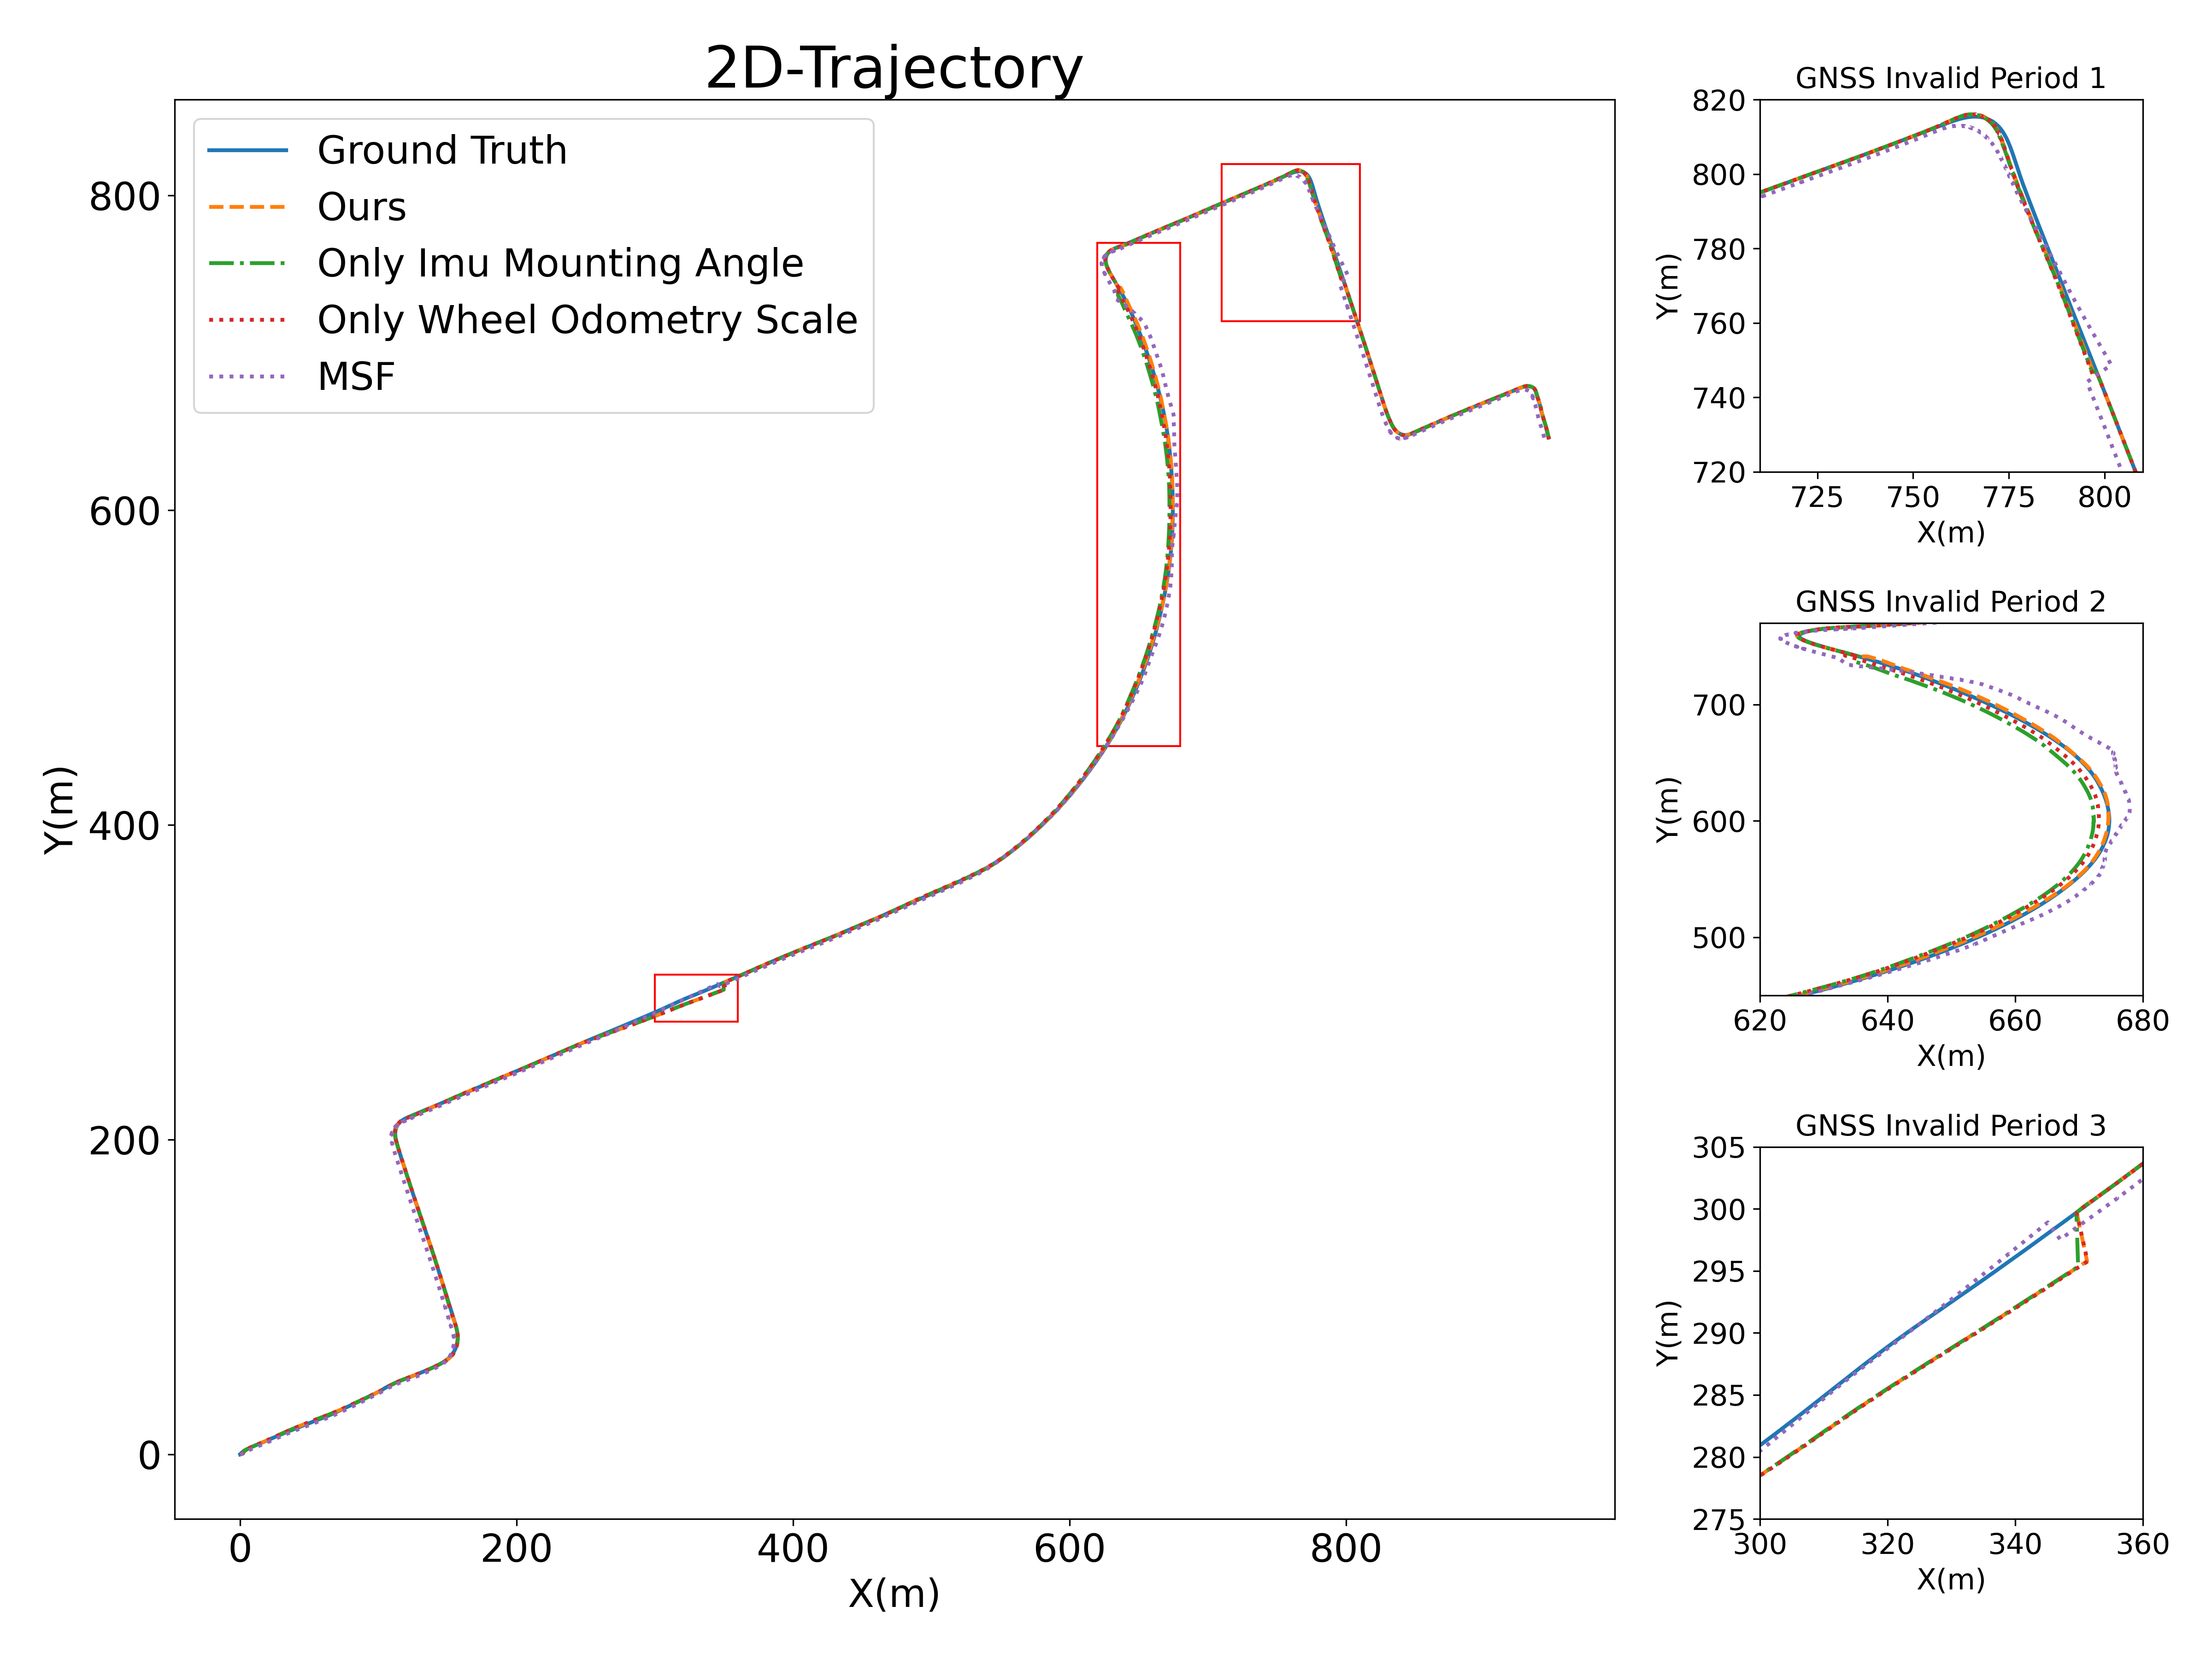 2D-Trajectory
Ground Truth
Ours
Only Imu Mounting Angle
Only Wheel Odometry Scale
MSF
800
600
400
200
0
Y(m)
0 200 400 600 800
X(m)
GNSS Invalid Period 1
820
800
780
760
740
720
Y(m)
725 750 775 800
X(m)
GNSS Invalid Period 2
700
600
500
Y(m)
620 640 660 680
X(m)
GNSS Invalid Period 3
305
300
295
290
285
280
275
Y(m)
300 320 340 360
X(m)